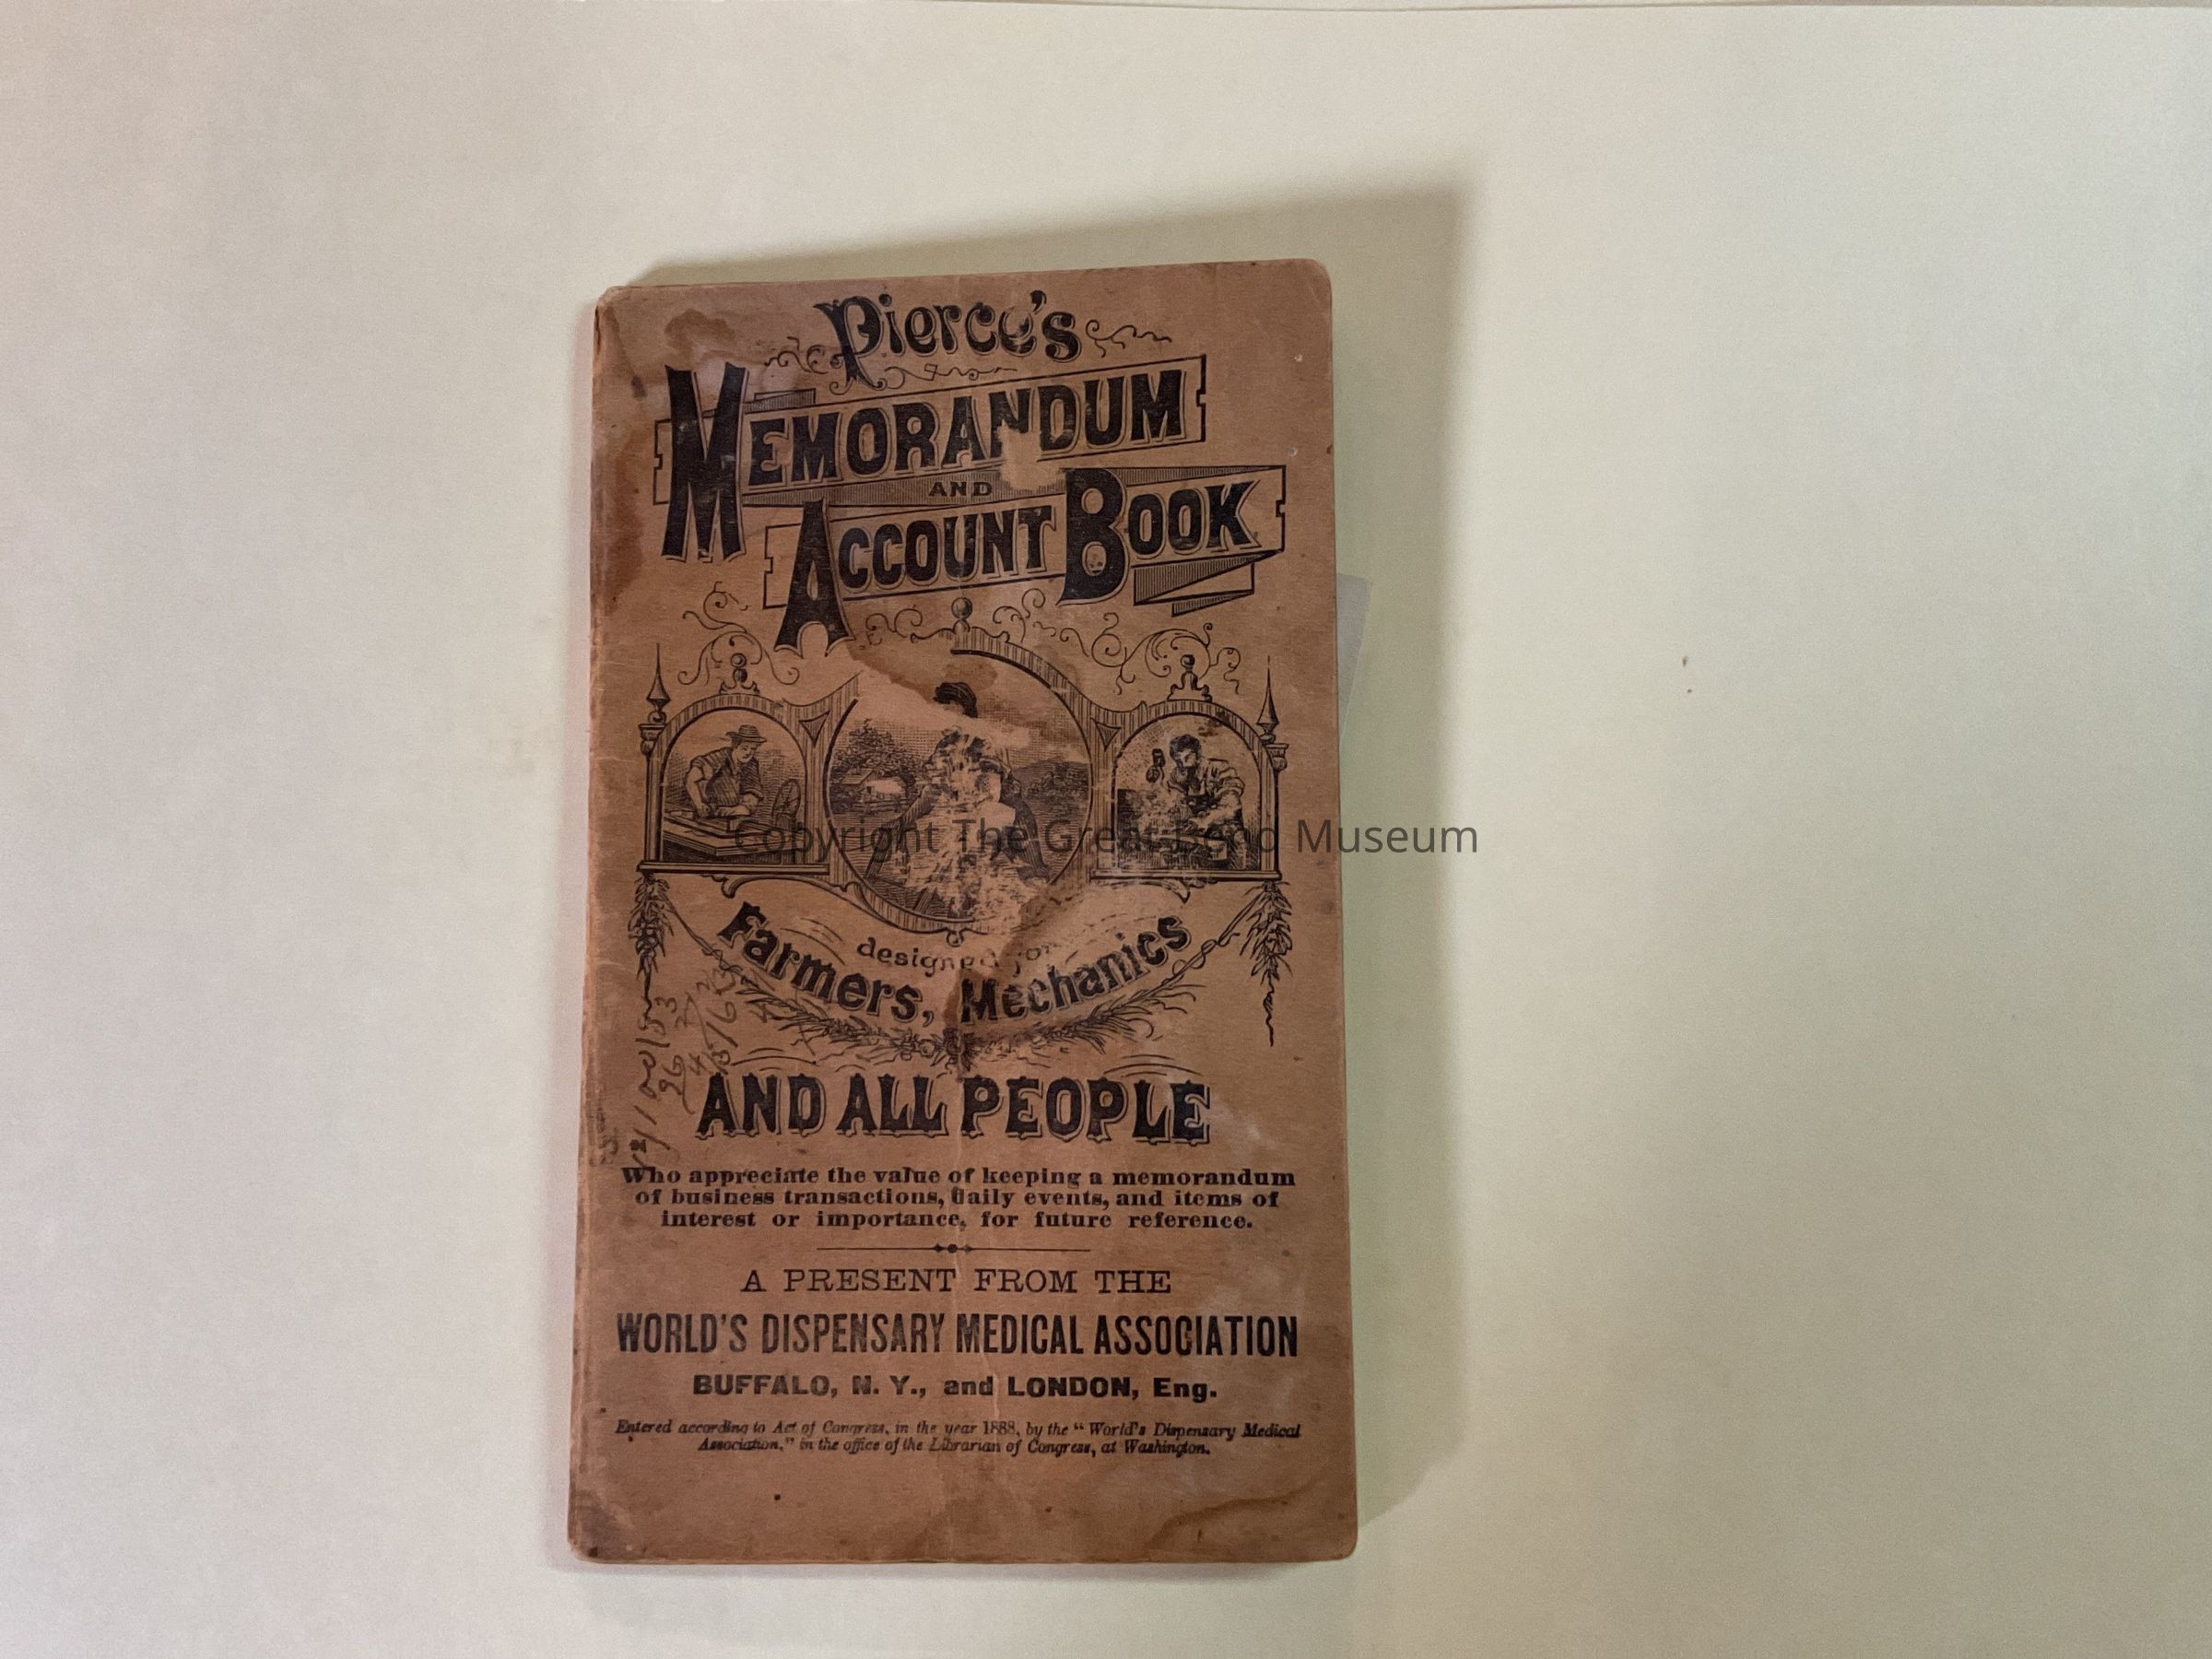 Pierce's
MEMORANDUM
AND
ACCOUNT BOOK
Copyright The Great Bend Museum
designed for
Farmers, Mechanics
AND ALL PEOPLE
Who appreciate the value of keeping a memorandum
of business transactions, daily events, and items of
interest or importance, for future reference.
A PRESENT FROM THE
WORLD'S DISPENSARY MEDICAL ASSOCIATION
BUFFALO, N. Y., and LONDON, Eng.
Entered according to Act of Congress, in the year 1888, by the "World's Dispensary Medical
Association," in the office of the Librarian of Congress, at Washington.